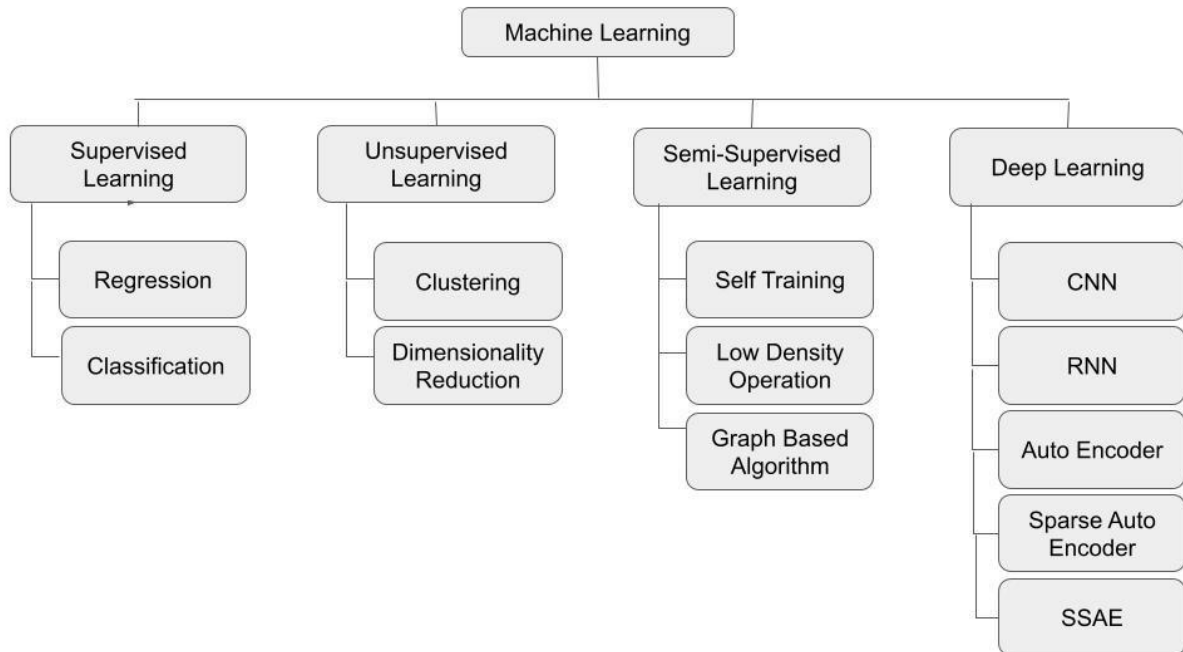 Machine Learning
Supervised
Learning
Regression
Classification
Unsupervised
Learning
Clustering
Dimensionality
Reduction
Semi-Supervised
Learning
Self Training
Low Density
Operation
Graph Based
Algorithm
Deep Learning
CNN
RNN
Auto Encoder
Sparse Auto
Encoder
SSAE